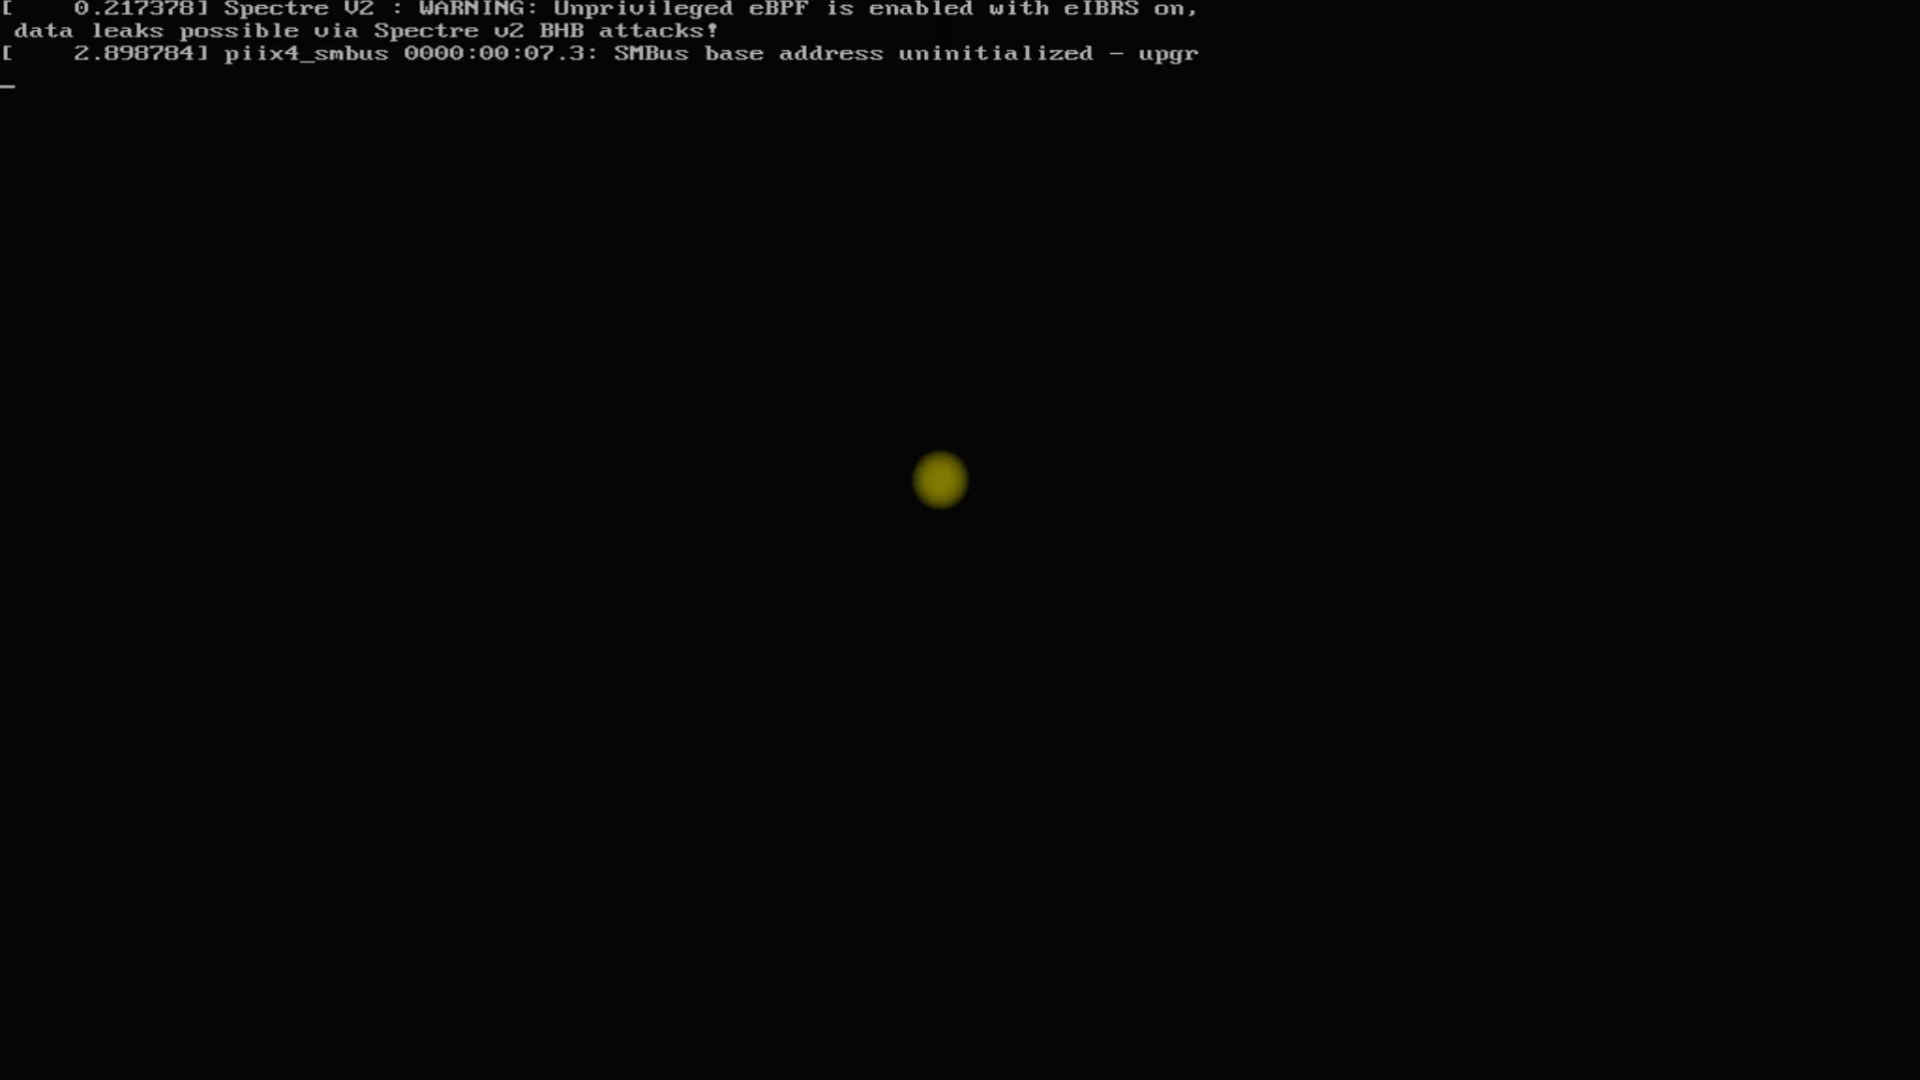 [    0.217378] Spectre V2 : WARNING: Unprivileged eBPF is enabled with eIBRS on,
data leaks possible via Spectre v2 BHB attacks!
[    2.898784] piix4_smbus 0000:00:07.3: SMBus base address uninitialized - upgr